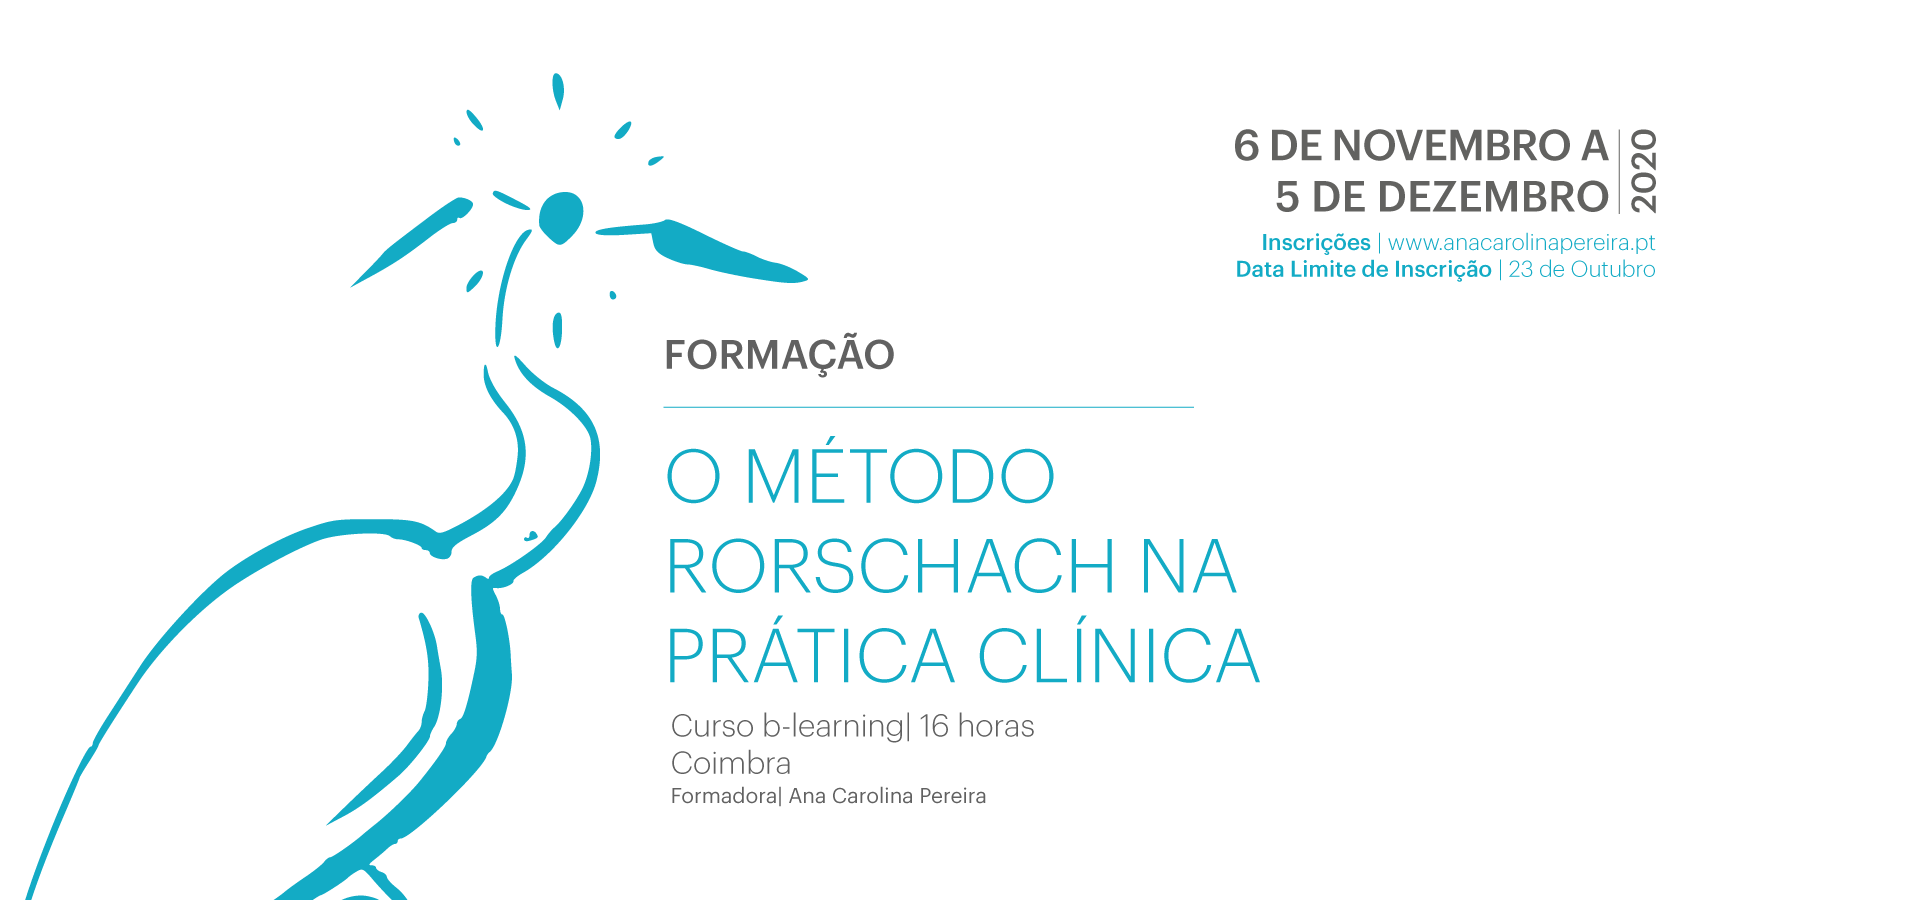 6 DE NOVEMBRO A
5 DE DEZEMBRO
2020
Inscrições | www.anacarolinapereira.pt
Data Limite de Inscrição | 23 de Outubro
FORMAÇÃO
O MÉTODO
RORSCHACH NA
PRÁTICA CLÍNICA
Curso b-learning| 16 horas
Coimbra
Formadora| Ana Carolina Pereira